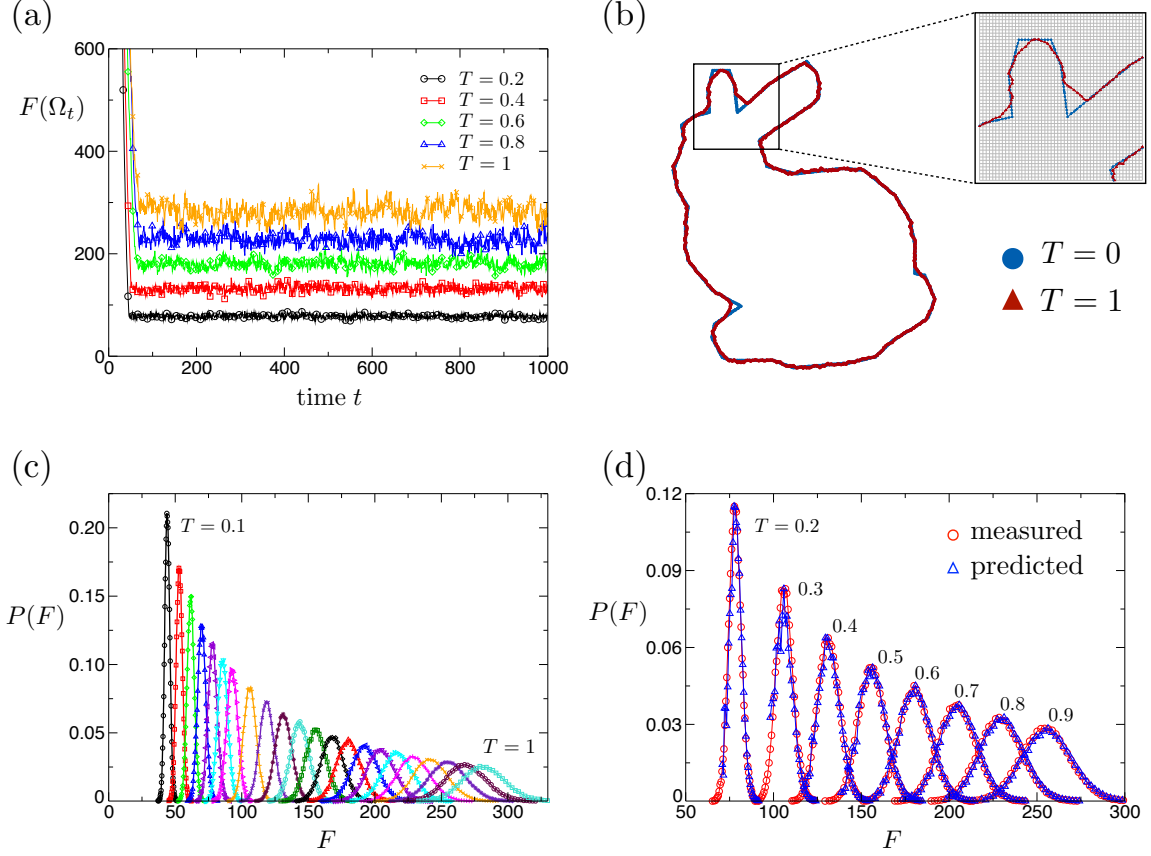 (a)
600
F(Ω_t)
400
200
0
0 200 400 600 800 1000
time t
T = 0.2
T = 0.4
T = 0.6
T = 0.8
T = 1
(b)
T = 0
T = 1
(c)
0.20
0.15
P(F)
0.10
0.05
0
0 50 100 150 200 250 300
F
T = 0.1
T = 1
(d)
0.12
0.09
P(F)
0.06
0.03
0
50 100 150 200 250 300
F
T = 0.2
0.3
0.4
0.5
0.6
0.7
0.8
0.9
measured
predicted